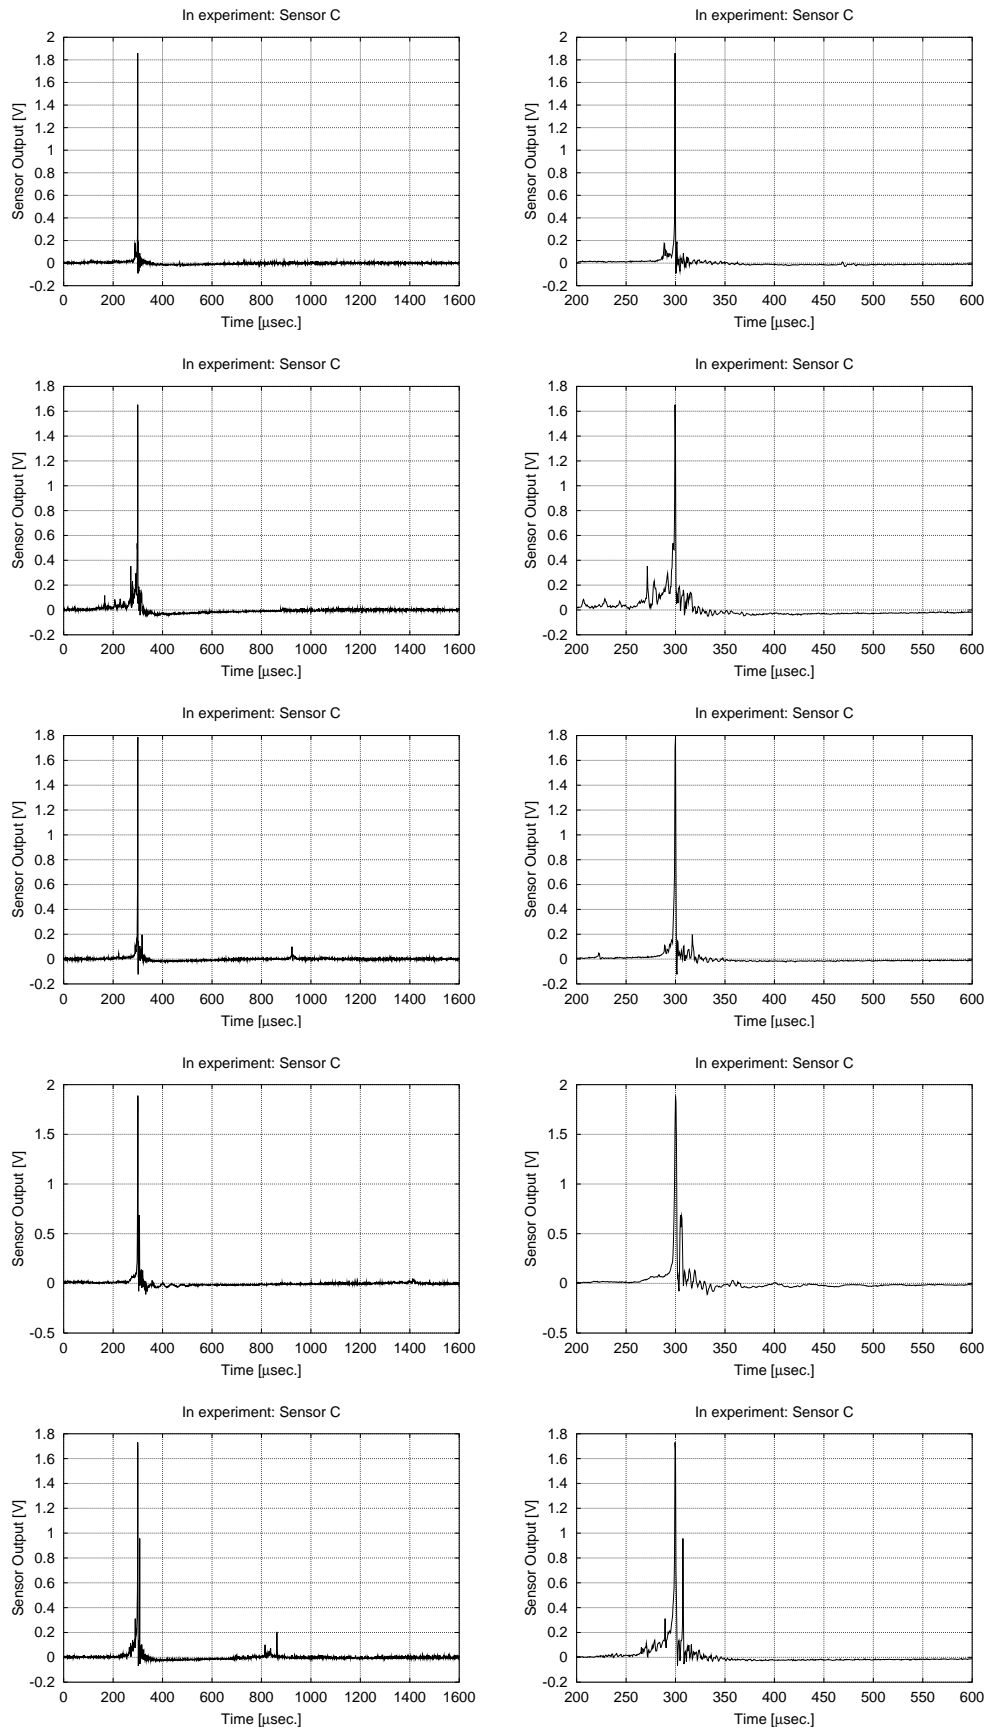 In experiment: Sensor C
Sensor Output [V]
2
1.8
1.6
1.4
1.2
1
0.8
0.6
0.4
0.2
0
-0.2
0 200 400 600 800 1000 1200 1400 1600
Time [μsec.]
In experiment: Sensor C
Sensor Output [V]
2
1.8
1.6
1.4
1.2
1
0.8
0.6
0.4
0.2
0
-0.2
200 250 300 350 400 450 500 550 600
Time [μsec.]
In experiment: Sensor C
Sensor Output [V]
1.8
1.6
1.4
1.2
1
0.8
0.6
0.4
0.2
0
-0.2
0 200 400 600 800 1000 1200 1400 1600
Time [μsec.]
In experiment: Sensor C
Sensor Output [V]
1.8
1.6
1.4
1.2
1
0.8
0.6
0.4
0.2
0
-0.2
200 250 300 350 400 450 500 550 600
Time [μsec.]
In experiment: Sensor C
Sensor Output [V]
1.8
1.6
1.4
1.2
1
0.8
0.6
0.4
0.2
0
-0.2
0 200 400 600 800 1000 1200 1400 1600
Time [μsec.]
In experiment: Sensor C
Sensor Output [V]
1.8
1.6
1.4
1.2
1
0.8
0.6
0.4
0.2
0
-0.2
200 250 300 350 400 450 500 550 600
Time [μsec.]
In experiment: Sensor C
Sensor Output [V]
2
1.5
1
0.5
0
-0.5
0 200 400 600 800 1000 1200 1400 1600
Time [μsec.]
In experiment: Sensor C
Sensor Output [V]
2
1.5
1
0.5
0
-0.5
200 250 300 350 400 450 500 550 600
Time [μsec.]
In experiment: Sensor C
Sensor Output [V]
1.8
1.6
1.4
1.2
1
0.8
0.6
0.4
0.2
0
-0.2
0 200 400 600 800 1000 1200 1400 1600
Time [μsec.]
In experiment: Sensor C
Sensor Output [V]
1.8
1.6
1.4
1.2
1
0.8
0.6
0.4
0.2
0
-0.2
200 250 300 350 400 450 500 550 600
Time [μsec.]